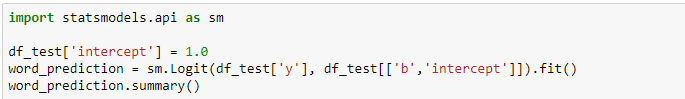 import statsmodels.api as sm
df_test['intercept'] = 1.0
word_prediction = sm.Logit(df_test['y'], df_test[['b','intercept']]).fit()
word_prediction.summary()